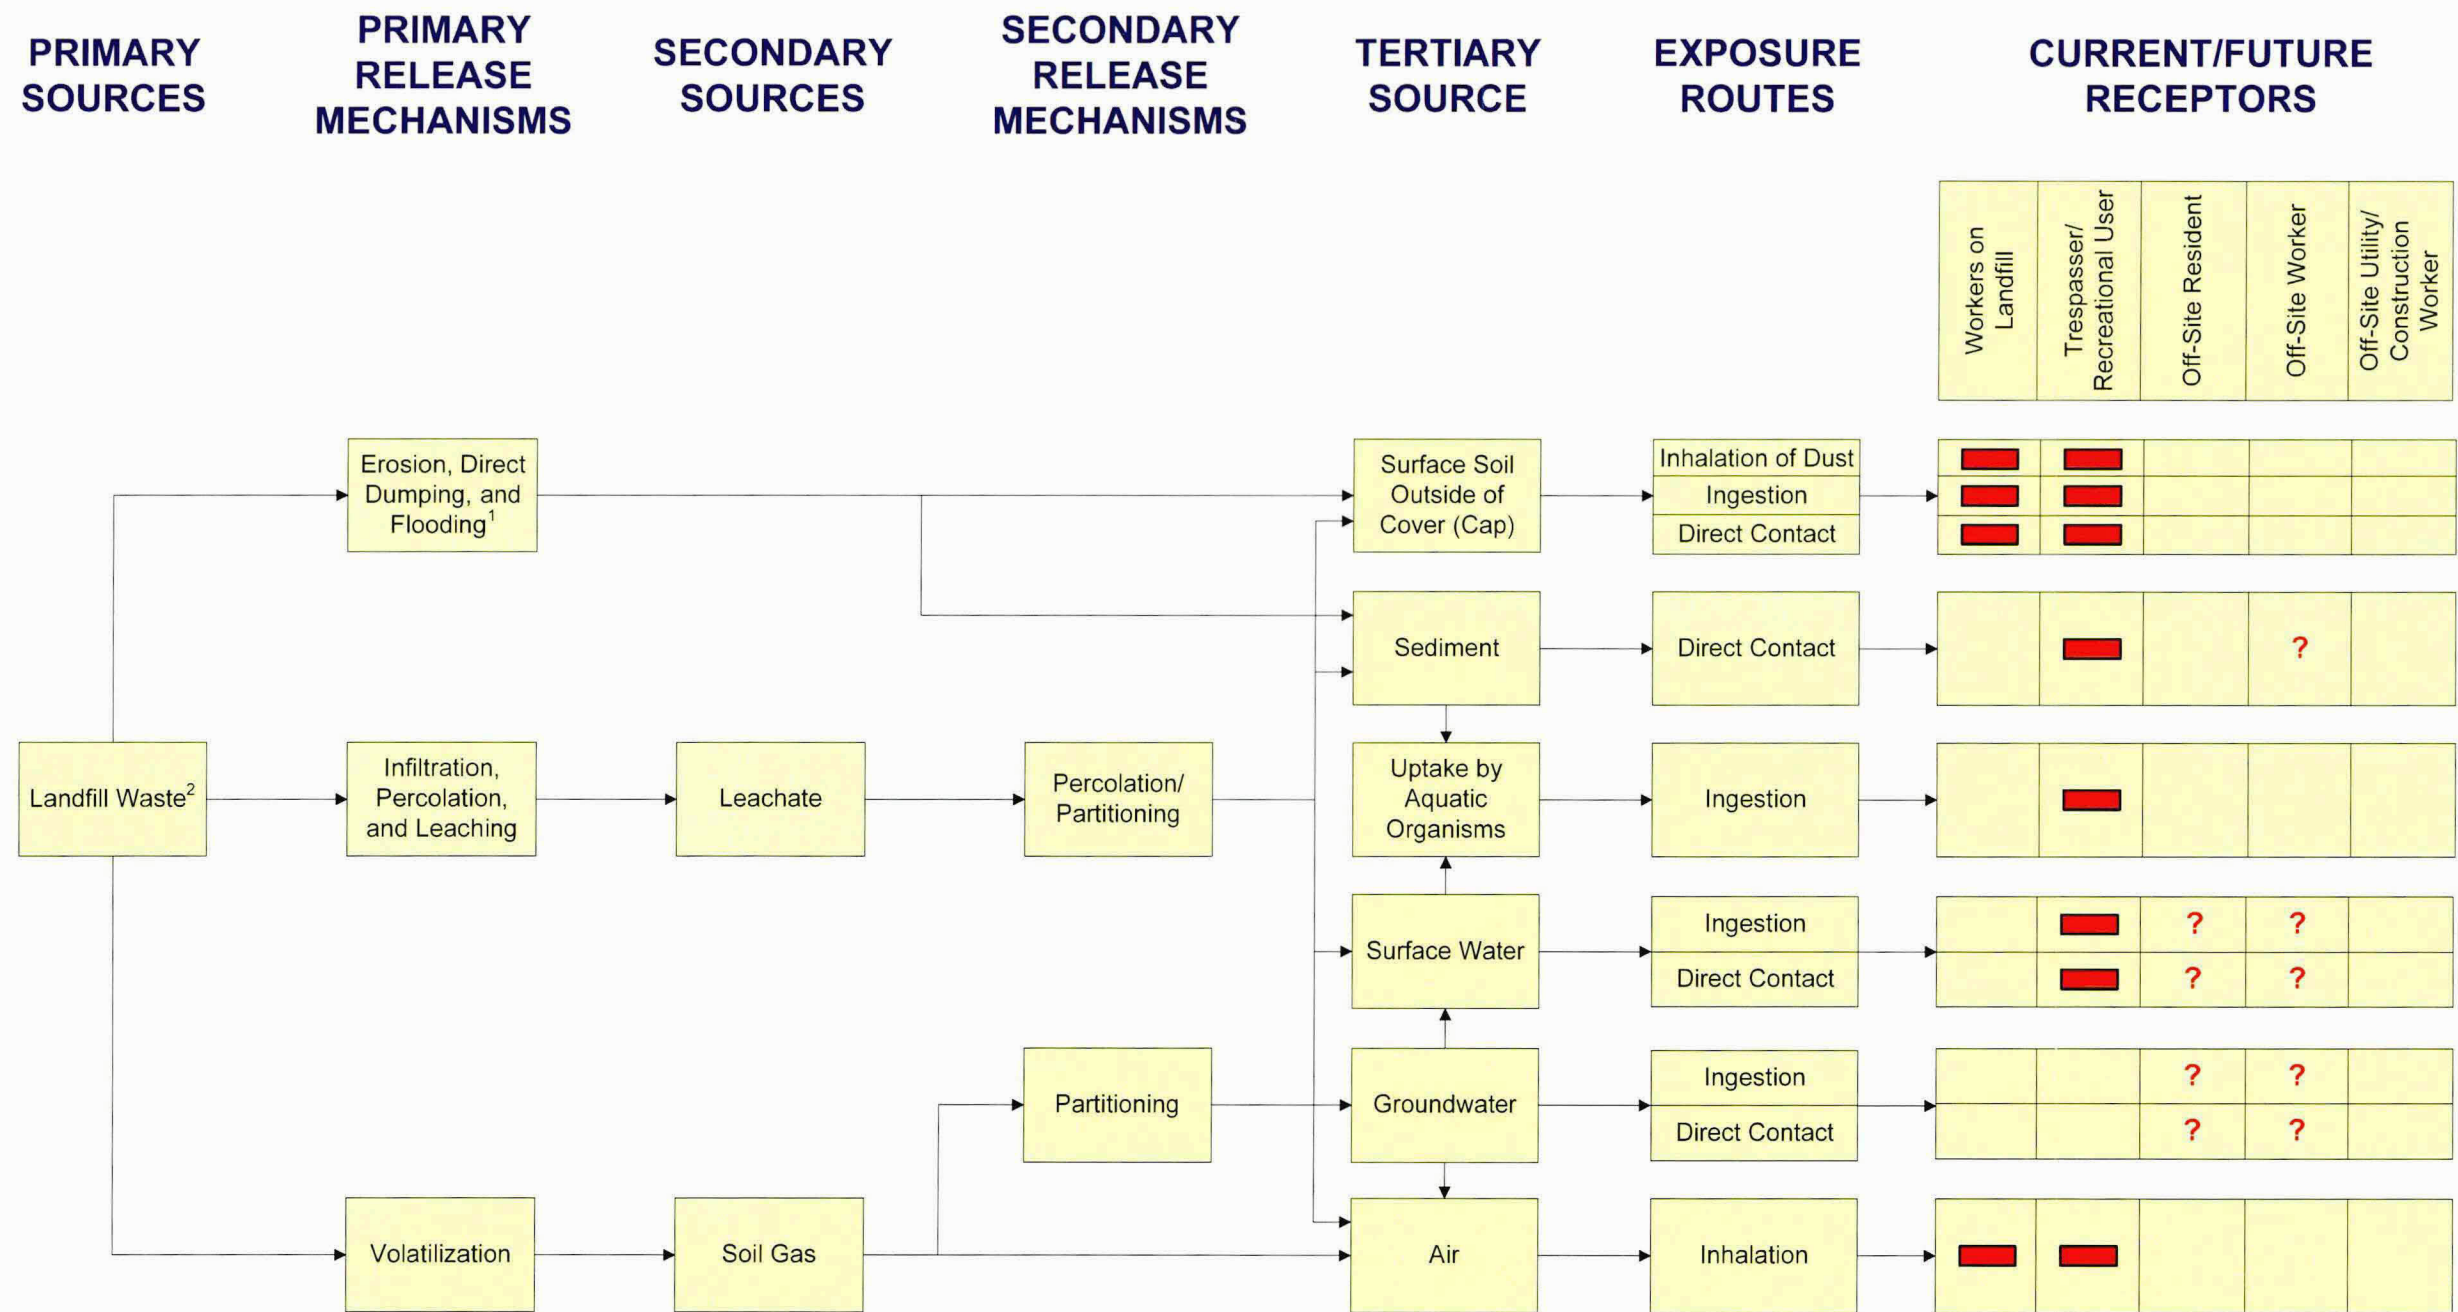 PRIMARY
SOURCES
PRIMARY
RELEASE
MECHANISMS
SECONDARY
SOURCES
SECONDARY
RELEASE
MECHANISMS
TERTIARY
SOURCE
EXPOSURE
ROUTES
CURRENT/FUTURE
RECEPTORS
Workers on
Landfill
Trespasser/
Recreational User
Off-Site Resident
Off-Site Worker
Off-Site Utility/
Construction
Worker
Erosion, Direct
Dumping, and
Flooding¹
Surface Soil
Outside of
Cover (Cap)
Inhalation of Dust
Ingestion
Direct Contact
Sediment
Direct Contact
?
Landfill Waste²
Infiltration,
Percolation,
and Leaching
Leachate
Percolation/
Partitioning
Uptake by
Aquatic
Organisms
Ingestion
Surface Water
Ingestion
? ?
Direct Contact
? ?
Partitioning
Groundwater
Ingestion
? ?
Direct Contact
? ?
Volatilization
Soil Gas
Air
Inhalation